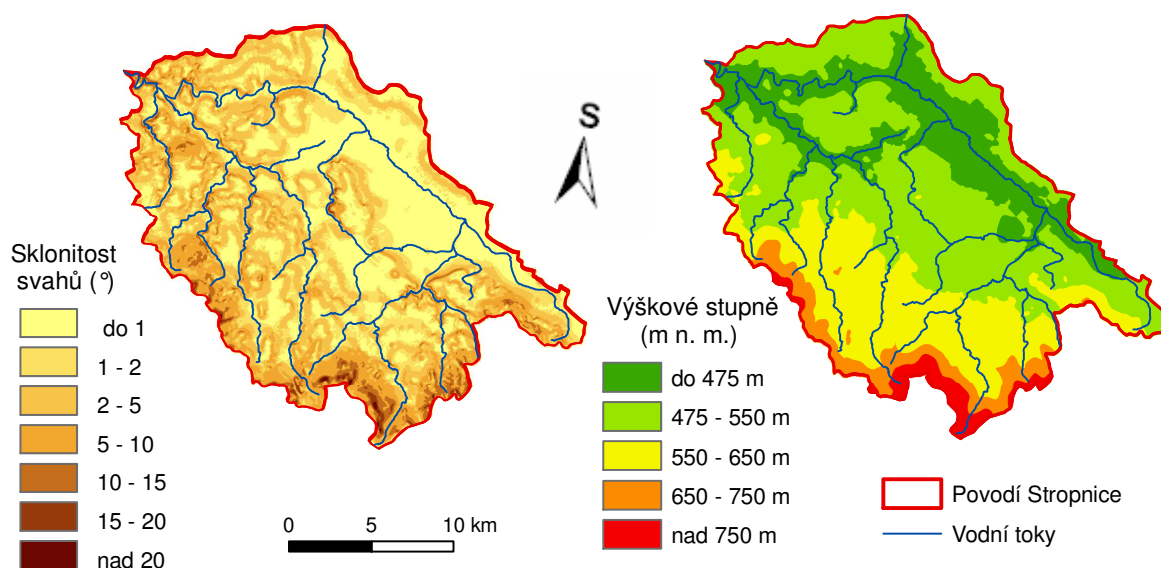 S
Sklonitost
svahů (°)
do 1
1 - 2
2 - 5
5 - 10
10 - 15
15 - 20
nad 20
0 5 10 km
Výškové stupně
(m n. m.)
do 475 m
475 - 550 m
550 - 650 m
650 - 750 m
nad 750 m
Povodí Stropnice
Vodní toky